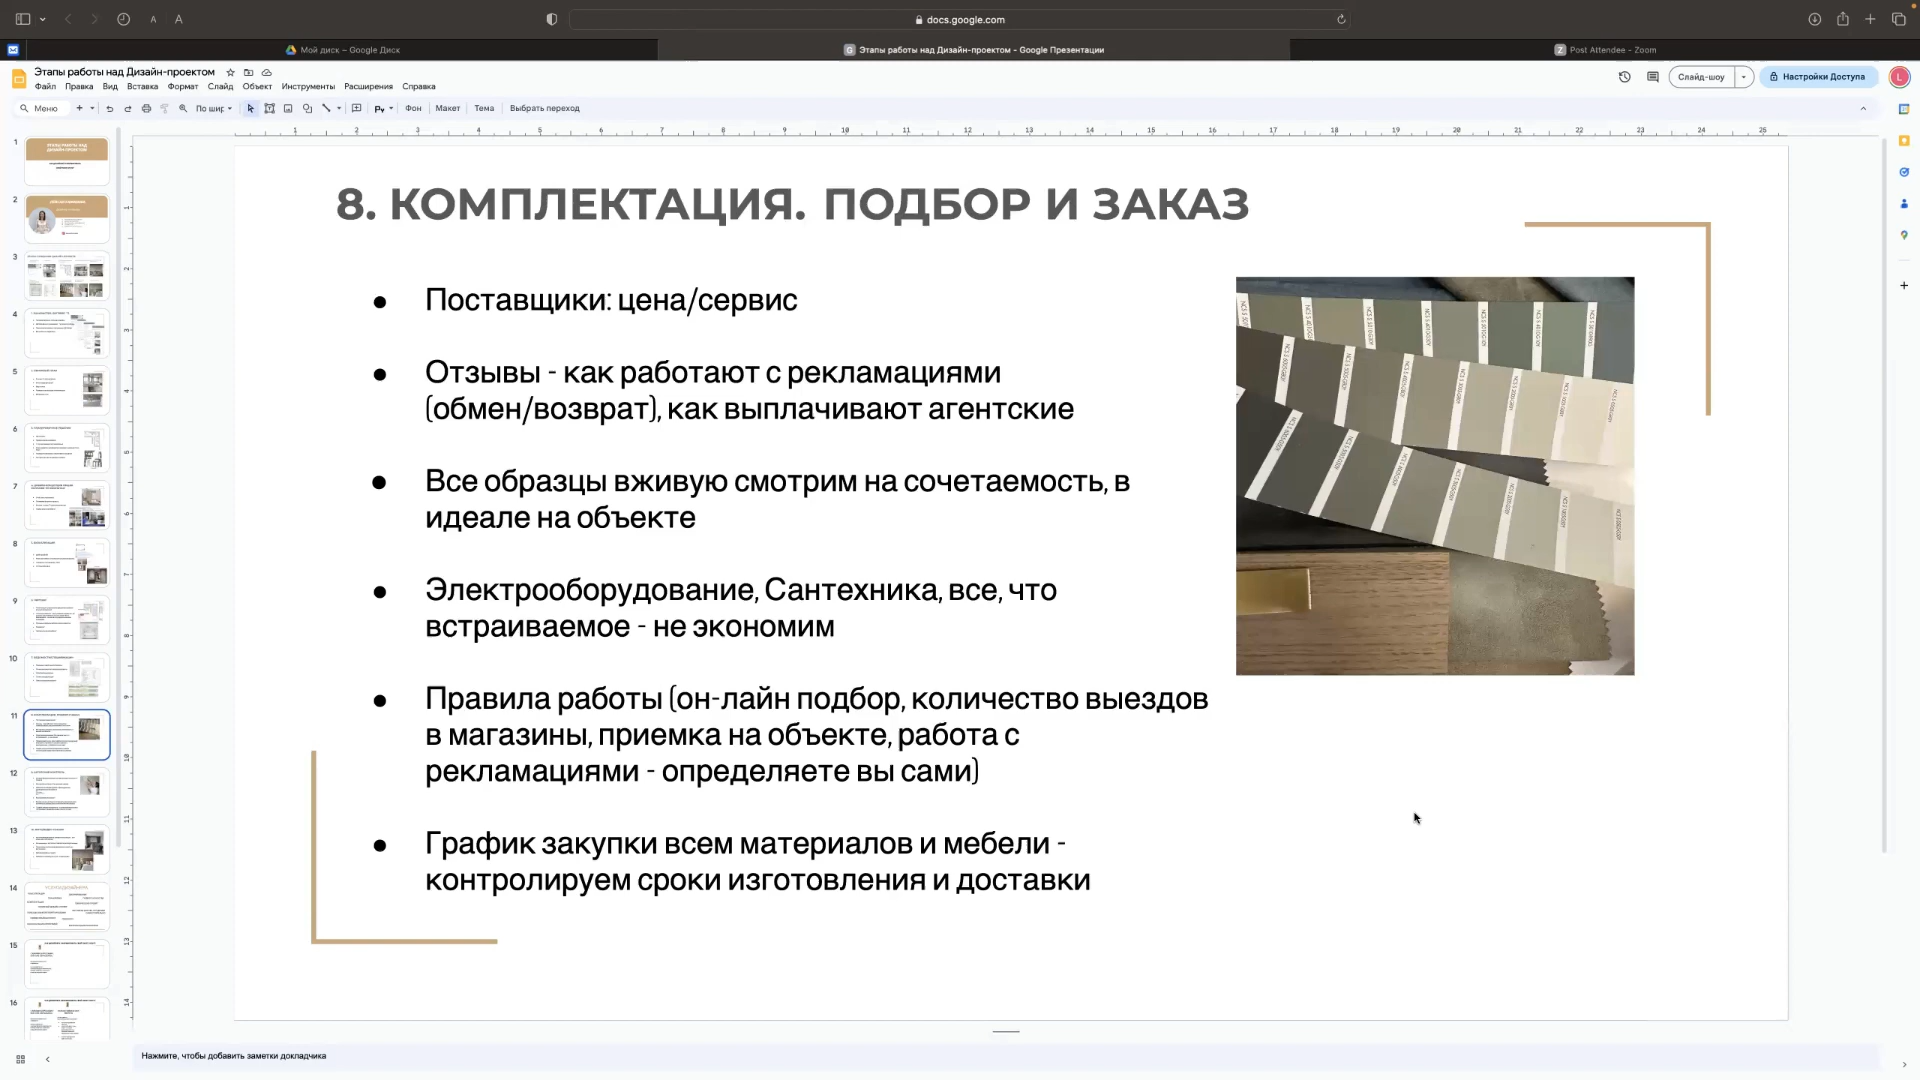 docs.google.com
Мой диск – Google Диск
Этапы работы над Дизайн-проектом - Google Презентации
Post Attendee - Zoom
Этапы работы над Дизайн-проектом
Файл Правка Вид Вставка Формат Слайд Объект Инструменты Расширения Справка
Слайд-шоу
Настройки Доступа
Меню
По шир
Фон Макет Тема Выбрать переход
8. КОМПЛЕКТАЦИЯ. ПОДБОР И ЗАКАЗ
● Поставщики: цена/сервис
● Отзывы - как работают с рекламациями
(обмен/возврат), как выплачивают агентские
● Все образцы вживую смотрим на сочетаемость, в
идеале на объекте
● Электрооборудование, Сантехника, все, что
встраиваемое - не экономим
● Правила работы (он-лайн подбор, количество выездов
в магазины, приемка на объекте, работа с
рекламациями - определяете вы сами)
● График закупки всем материалов и мебели -
контролируем сроки изготовления и доставки
Нажмите, чтобы добавить заметки докладчика